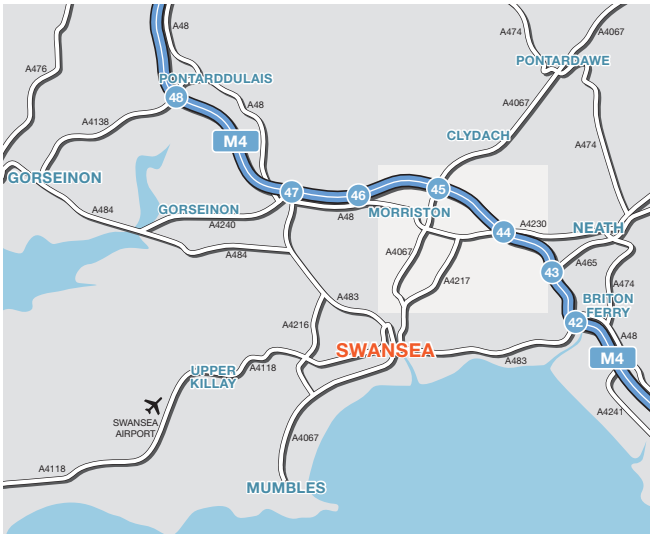 A48
A474
A4067
PONTARDAWE
A476
PONTARDDULAIS
48
A48
A4067
A4138
M4
CLYDACH
A474
GORSEINON
47
46
45
A484
GORSEINON
A48
MORRISTON
A4240
A4230
NEATH
44
A484
A4067
A465
43
A4217
A474
A483
BRITON
FERRY
42
A4216
A48
SWANSEA
A483
M4
UPPER
KILLAY
A4118
SWANSEA
AIRPORT
A4241
A4067
A4118
MUMBLES